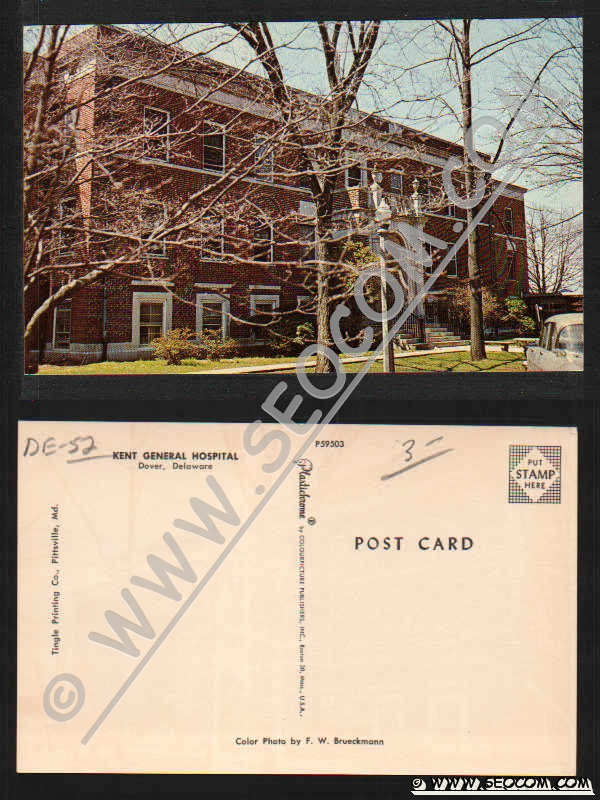 © WWW.SEOCOM.COM
DE-52
KENT GENERAL HOSPITAL
Dover, Delaware
P59503
3-
PUT
STAMP
HERE
Plastichrome ®
by COLOURPICTURE PUBLISHERS, INC., Boston 30, Mass., U.S.A.
POST CARD
Tingle Printing Co., Pittsville, Md.
Color Photo by F. W. Brueckmann
© WWW.SEOCOM.COM